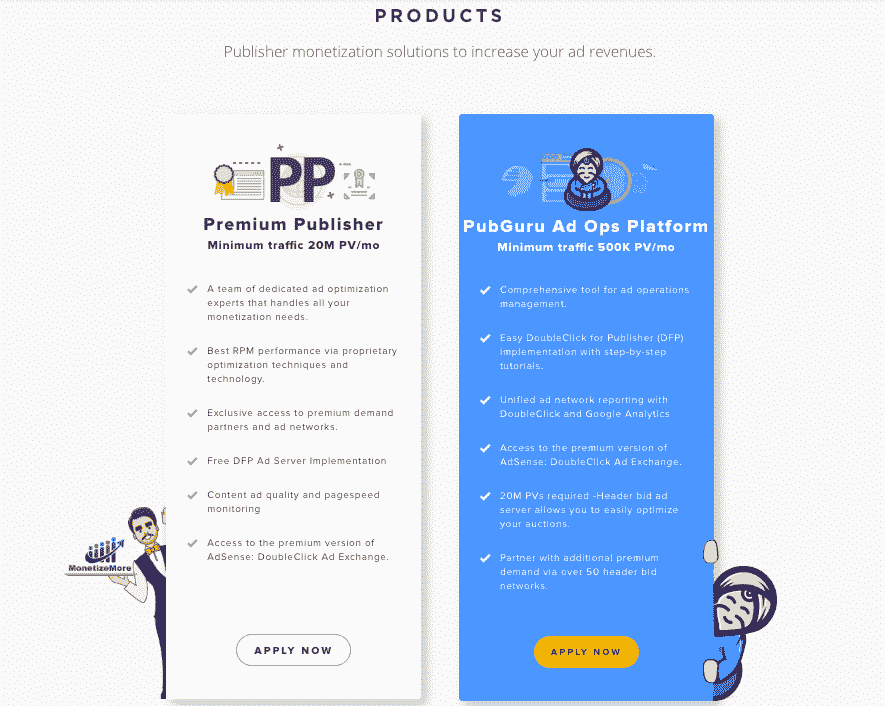 PRODUCTS
Publisher monetization solutions to increase your ad revenues.
PP
Premium Publisher
Minimum traffic 20M PV/mo
A team of dedicated ad optimization
experts that handles all your
monetization needs.
Best RPM performance via proprietary
optimization techniques and
technology.
Exclusive access to premium demand
partners and ad networks.
Free DFP Ad Server Implementation
Content ad quality and pagespeed
monitoring
Access to the premium version of
AdSense: DoubleClick Ad Exchange.
APPLY NOW
MonetizeMore
PubGuru Ad Ops Platform
Minimum traffic 500K PV/mo
Comprehensive tool for ad operations
management.
Easy DoubleClick for Publisher (DFP)
implementation with step-by-step
tutorials.
Unified ad network reporting with
DoubleClick and Google Analytics
Access to the premium version of
AdSense: DoubleClick Ad Exchange.
20M PVs required -Header bid ad
server allows you to easily optimize
your auctions.
Partner with additional premium
demand via over 50 header bid
networks.
APPLY NOW